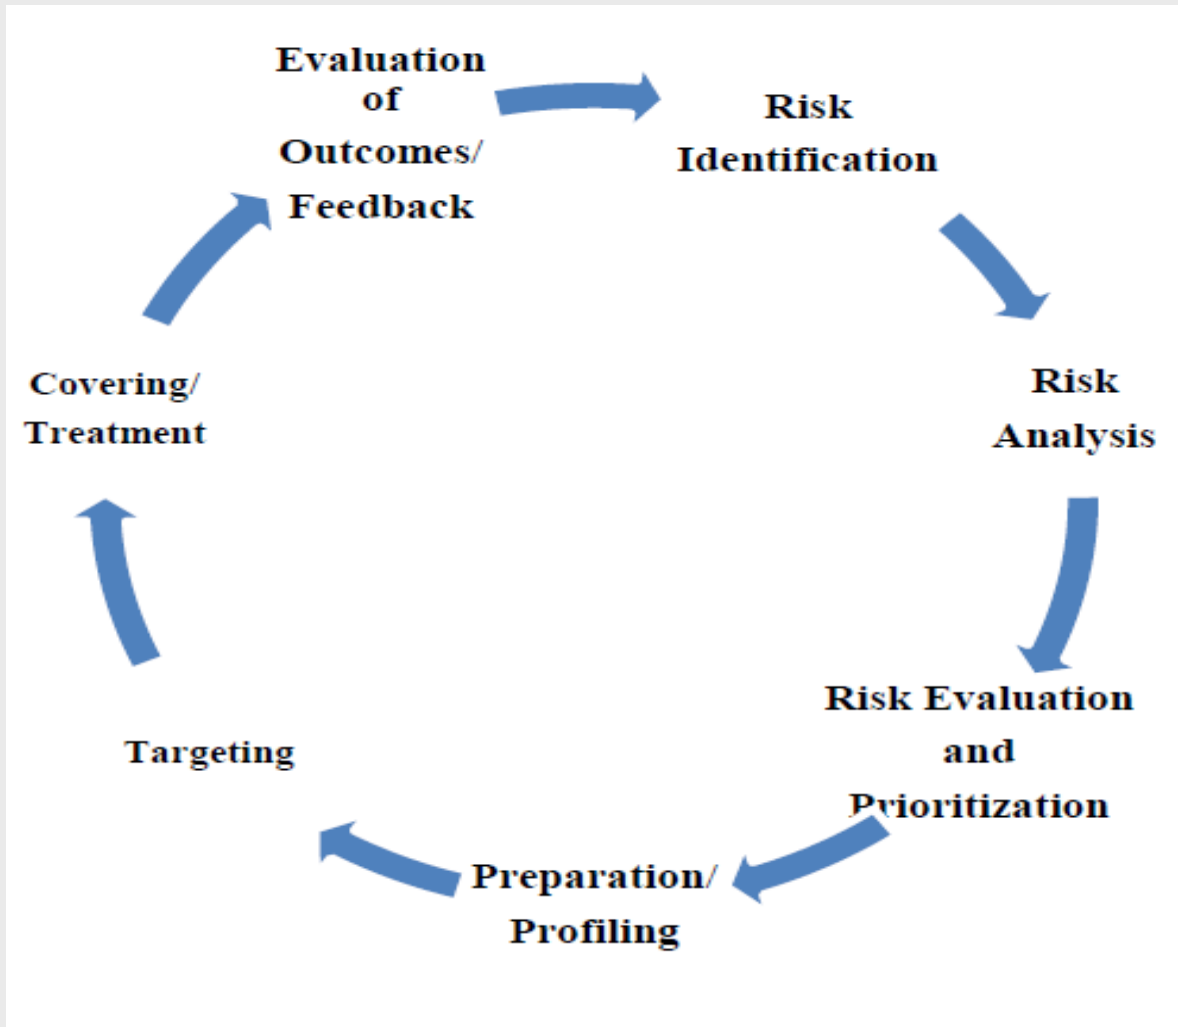 Evaluation
of
Outcomes/
Feedback
Risk
Identification
Risk
Analysis
Risk Evaluation
and
Prioritization
Preparation/
Profiling
Targeting
Covering/
Treatment